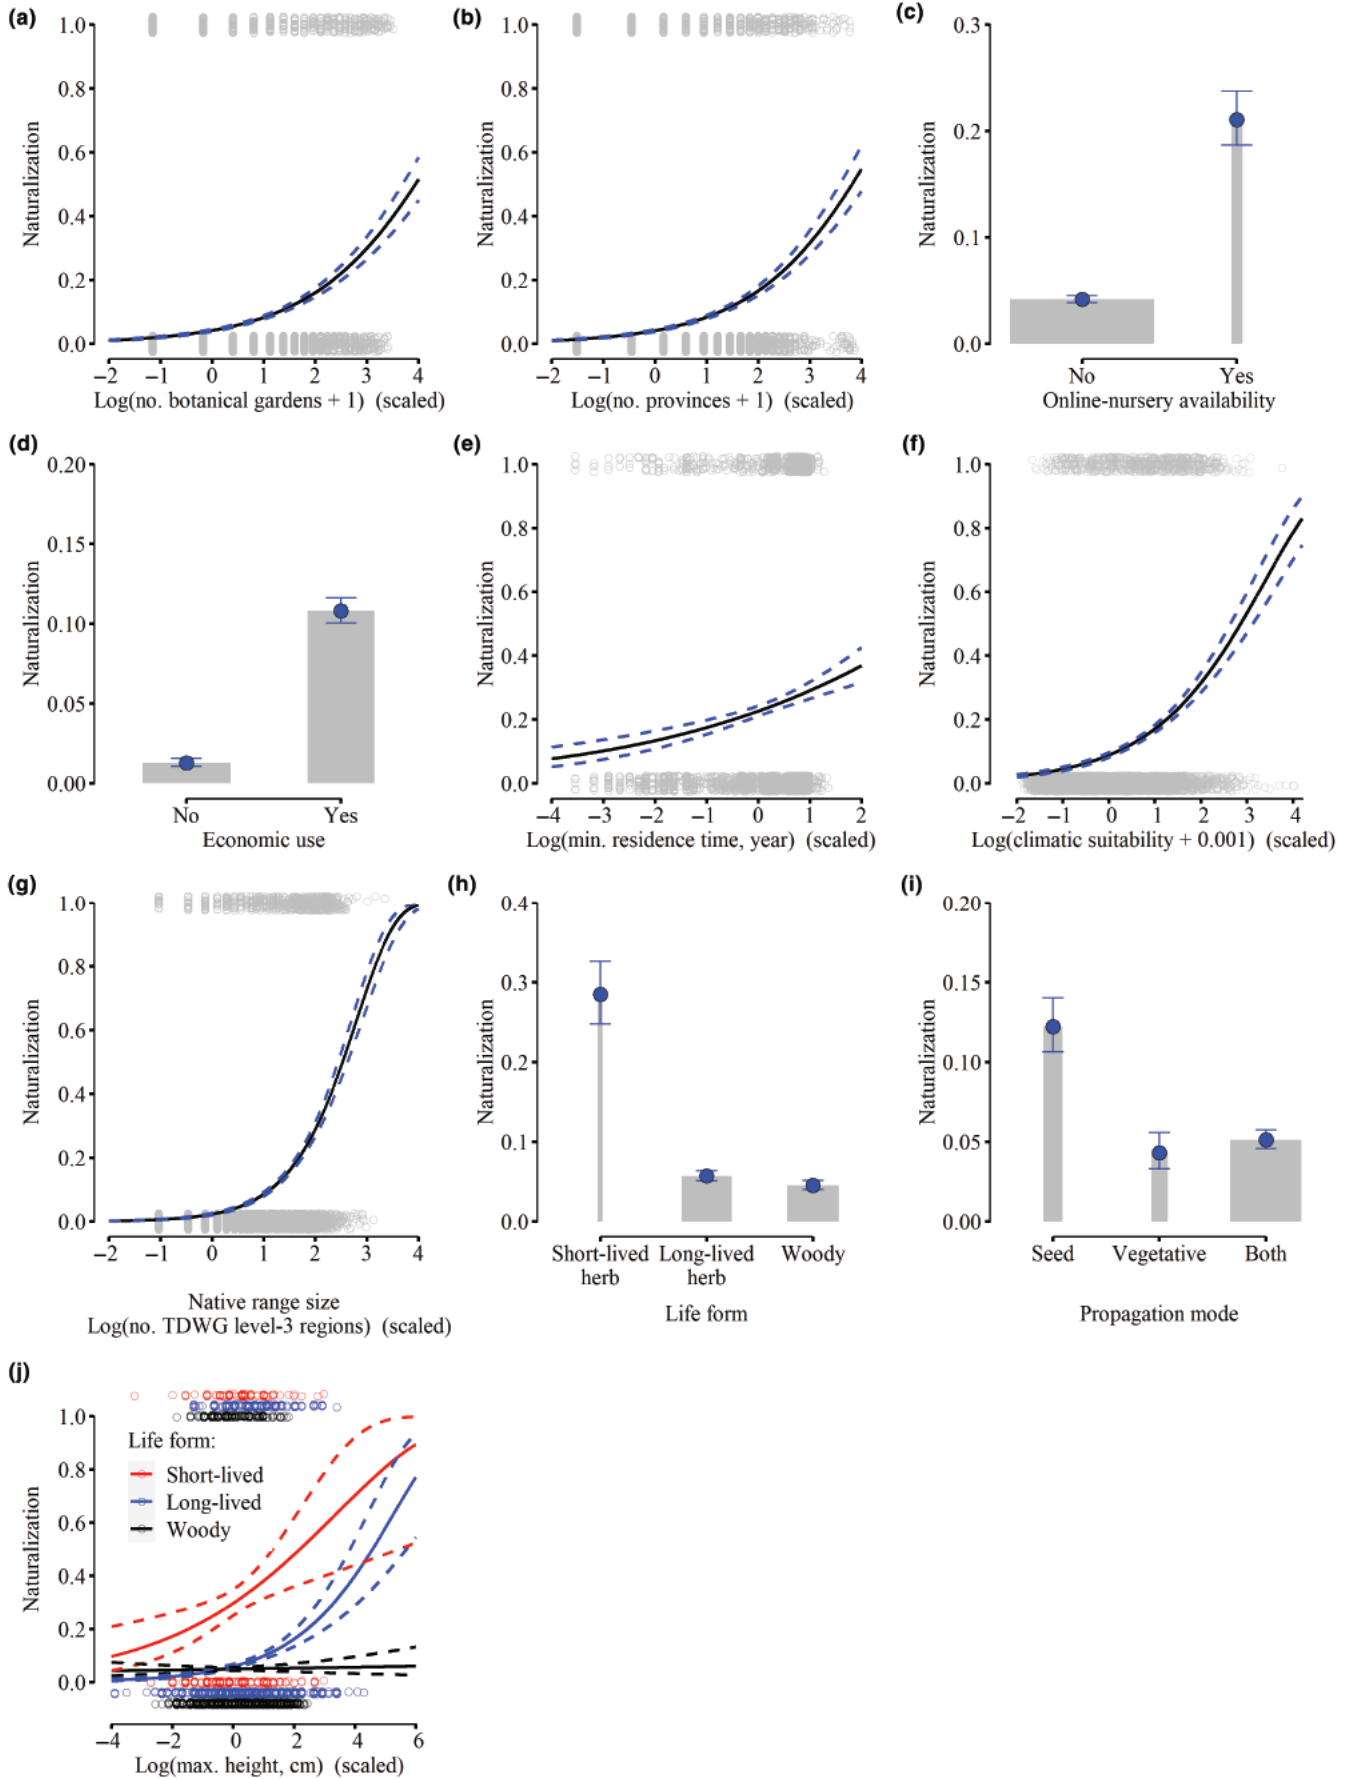 (a)
1.0
0.8
0.6
0.4
0.2
0.0
Naturalization
−2 −1 0 1 2 3 4
Log(no. botanical gardens + 1) (scaled)
(b)
1.0
0.8
0.6
0.4
0.2
0.0
Naturalization
−2 −1 0 1 2 3 4
Log(no. provinces + 1) (scaled)
(c)
0.3
0.2
0.1
0.0
Naturalization
No Yes
Online-nursery availability
(d)
0.20
0.15
0.10
0.05
0.00
Naturalization
No Yes
Economic use
(e)
1.0
0.8
0.6
0.4
0.2
0.0
Naturalization
−4 −3 −2 −1 0 1 2
Log(min. residence time, year) (scaled)
(f)
1.0
0.8
0.6
0.4
0.2
0.0
Naturalization
−2 −1 0 1 2 3 4
Log(climatic suitability + 0.001) (scaled)
(g)
1.0
0.8
0.6
0.4
0.2
0.0
Naturalization
−2 −1 0 1 2 3 4
Native range size
Log(no. TDWG level-3 regions) (scaled)
(h)
0.4
0.3
0.2
0.1
0.0
Naturalization
Short-lived Long-lived Woody
herb herb
Life form
(i)
0.20
0.15
0.10
0.05
0.00
Naturalization
Seed Vegetative Both
Propagation mode
(j)
1.0
0.8
0.6
0.4
0.2
0.0
Naturalization
Life form:
Short-lived
Long-lived
Woody
−4 −2 0 2 4 6
Log(max. height, cm) (scaled)